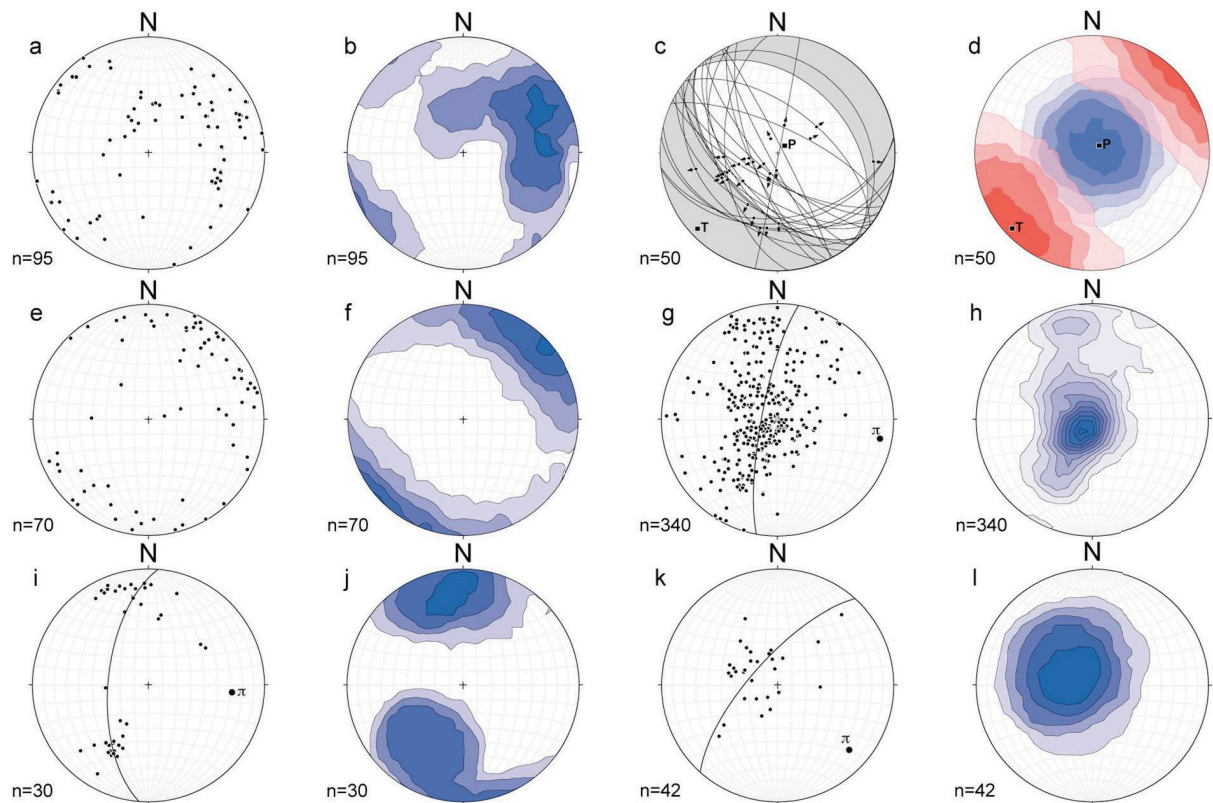 N N
a b c d
P P
T T
n=95 n=95 n=50 n=50
N N N N
e f g h
π
n=70 n=70 n=340 n=340
N N N N
i j k l
π π
n=30 n=30 n=42 n=42